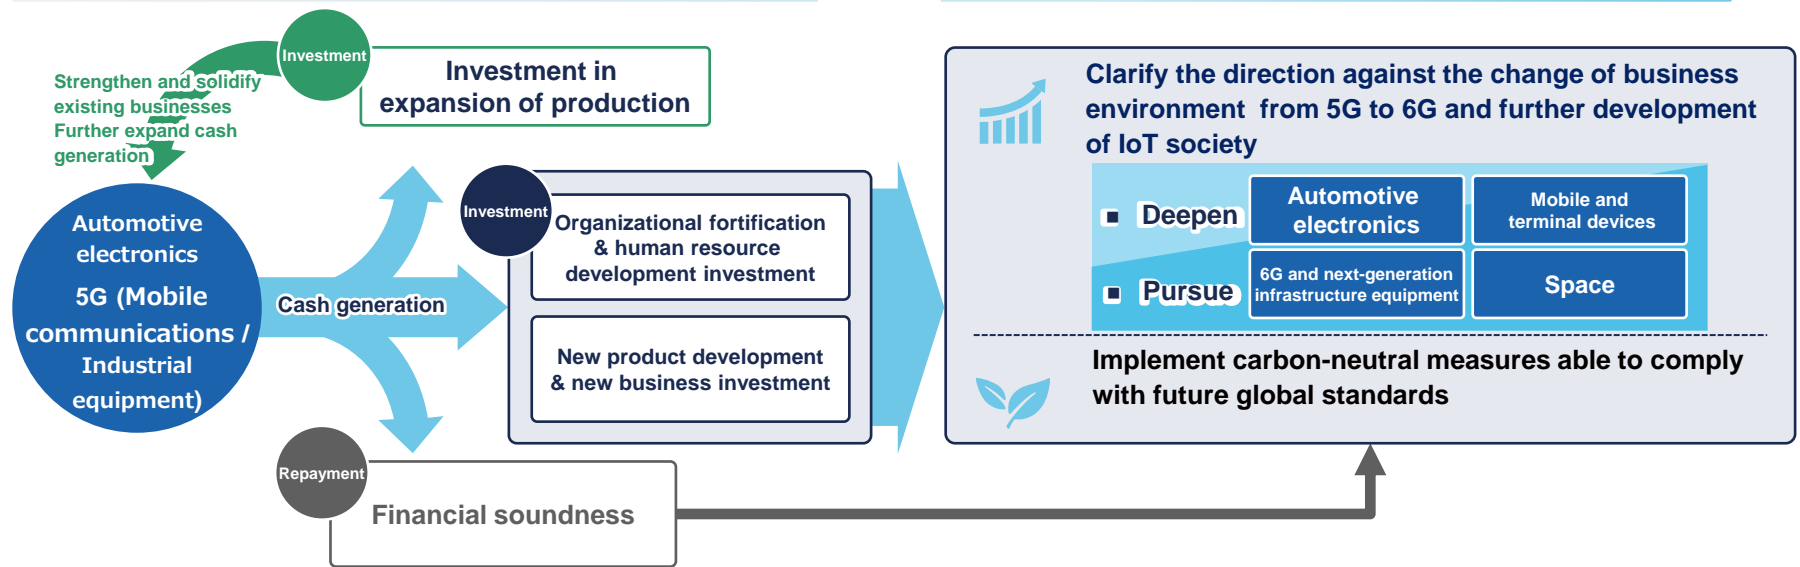 Investment
Investment in
expansion of production
Strengthen and solidify
existing businesses
Further expand cash
generation
Automotive
electronics
5G (Mobile
communications /
Industrial
equipment)
Cash generation
Investment
Organizational fortification
& human resource
development investment
New product development
& new business investment
Repayment
Financial soundness
Clarify the direction against the change of business
environment from 5G to 6G and further development
of IoT society
Deepen
Automotive
electronics
Mobile and
terminal devices
Pursue
6G and next-generation
infrastructure equipment
Space
Implement carbon-neutral measures able to comply
with future global standards